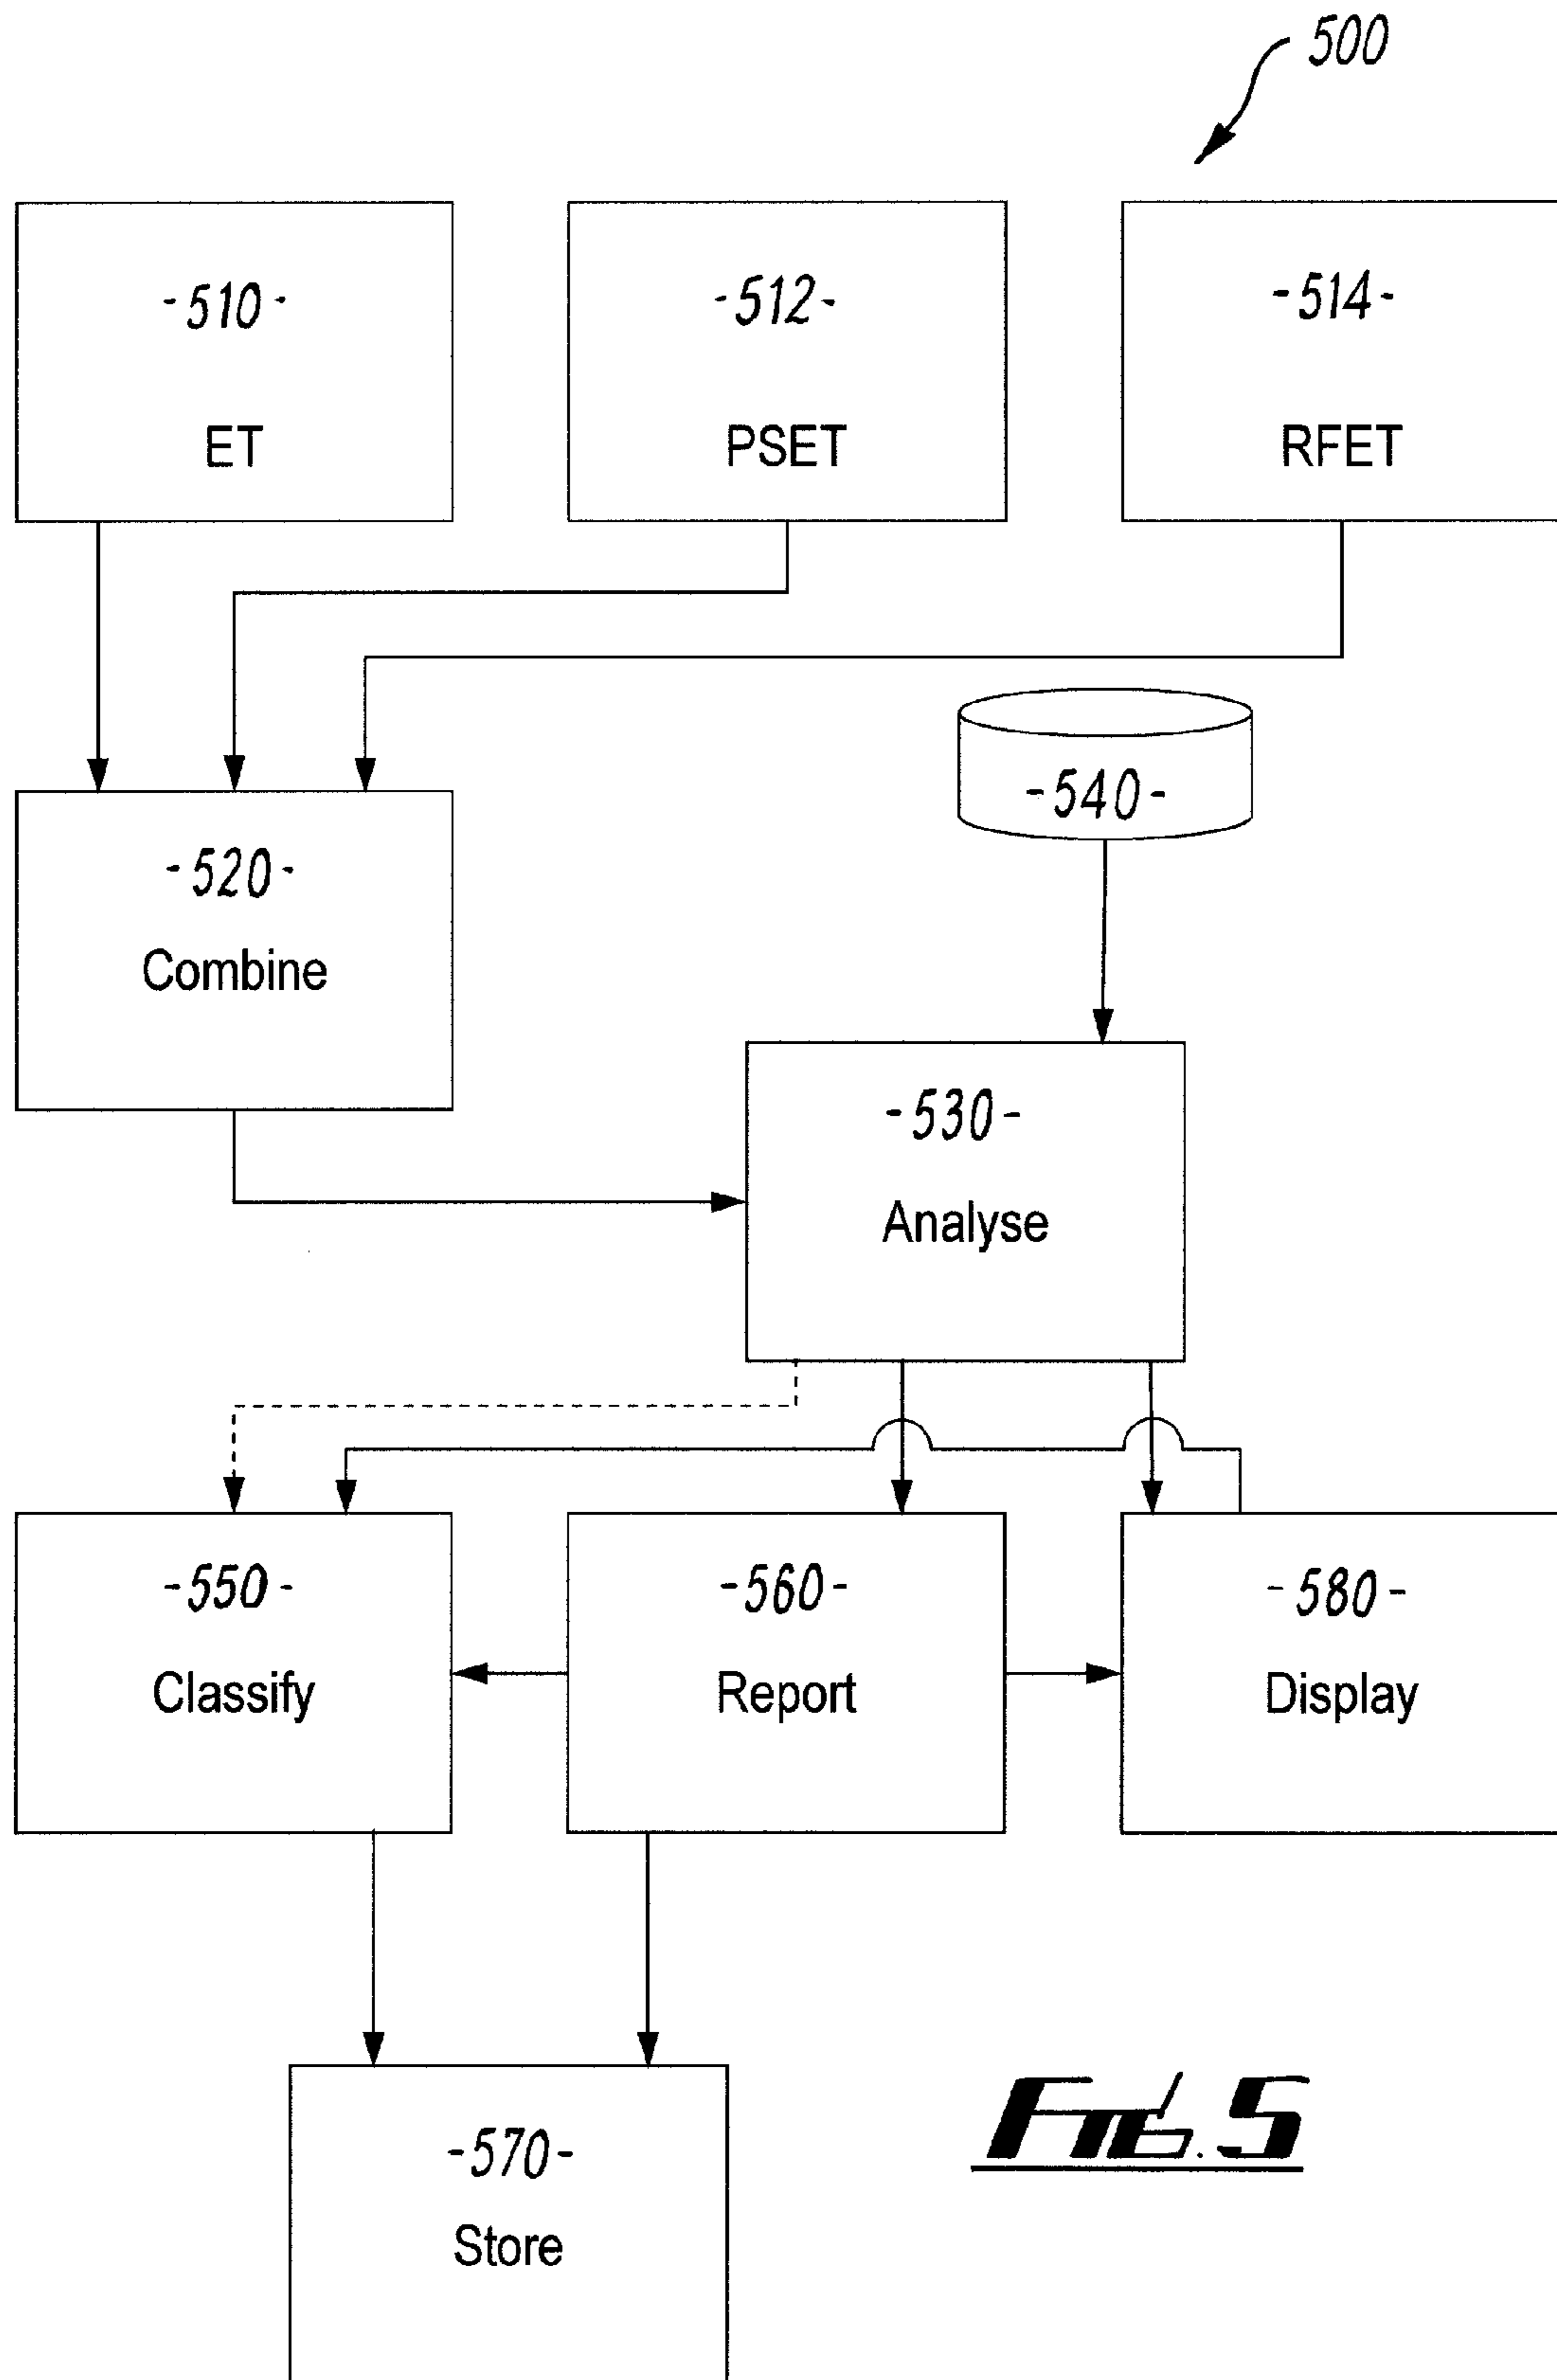 500
-510-
ET
-512-
PSET
-514-
RFET
-540-
-520-
Combine
-530-
Analyse
-550-
Classify
-560-
Report
-580-
Display
-570-
Store
FIG. 5